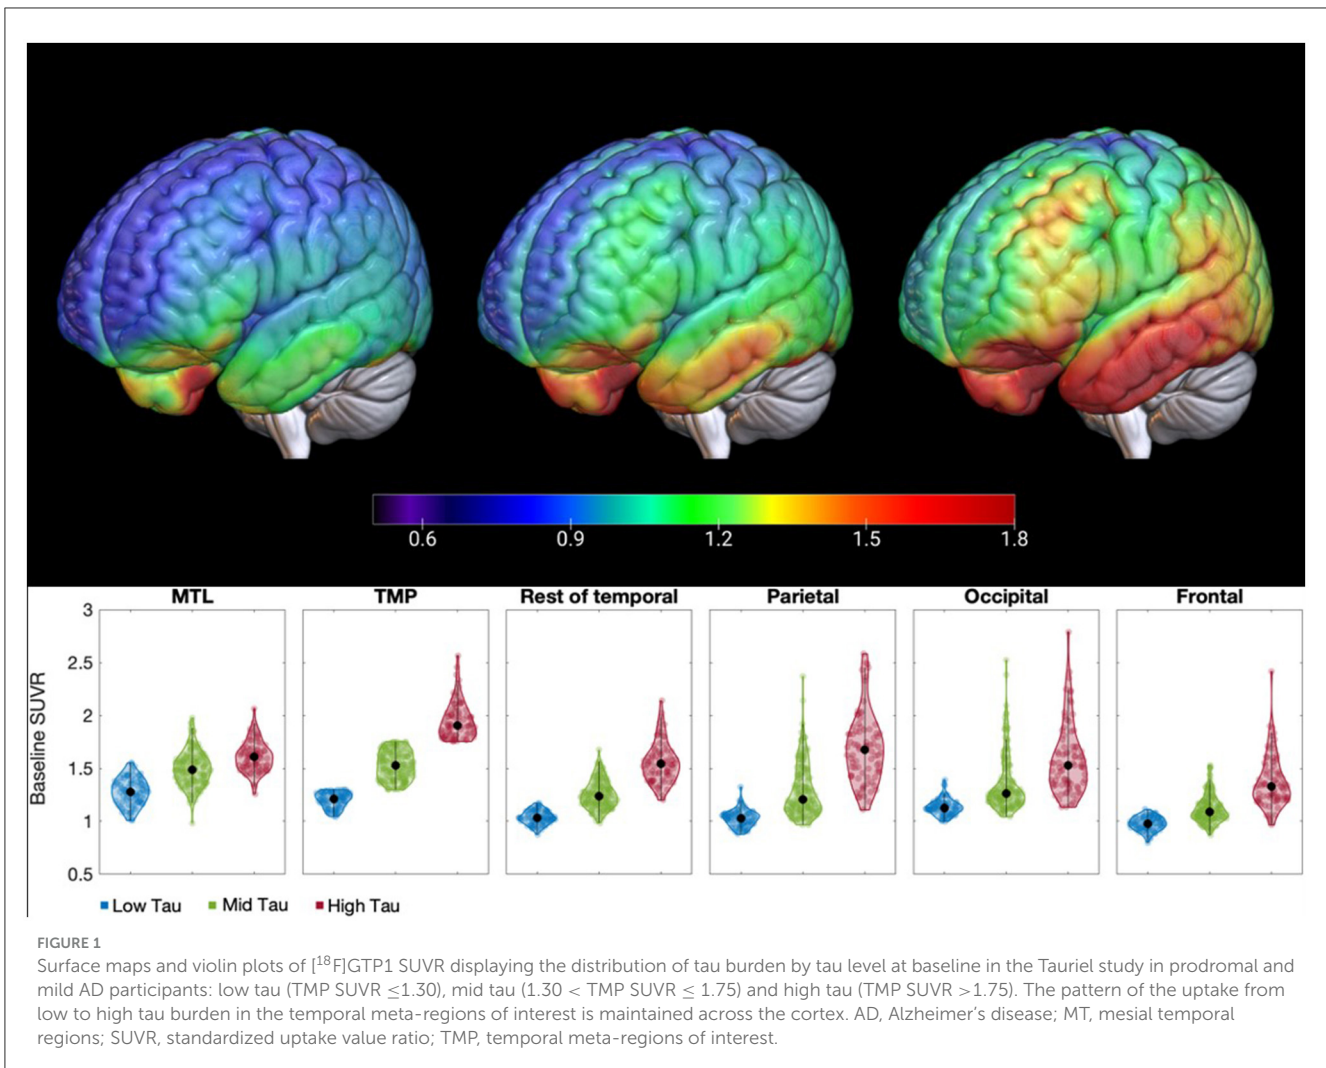 0.6 0.9 1.2 1.5 1.8
MTL TMP Rest of temporal Parietal Occipital Frontal
3
2.5
2
1.5
1
0.5
Baseline SUVR
Low Tau Mid Tau High Tau
FIGURE 1
Surface maps and violin plots of [18F]GTP1 SUVR displaying the distribution of tau burden by tau level at baseline in the Tauriel study in prodromal and
mild AD participants: low tau (TMP SUVR ≤1.30), mid tau (1.30 < TMP SUVR ≤ 1.75) and high tau (TMP SUVR >1.75). The pattern of the uptake from
low to high tau burden in the temporal meta-regions of interest is maintained across the cortex. AD, Alzheimer’s disease; MT, mesial temporal
regions; SUVR, standardized uptake value ratio; TMP, temporal meta-regions of interest.